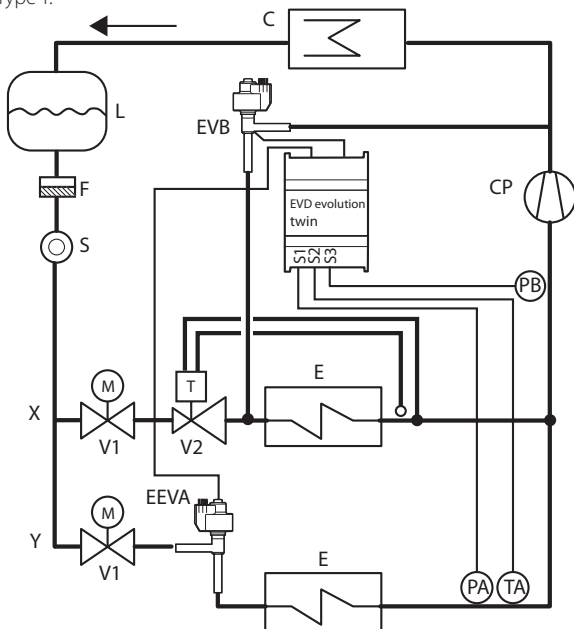 Type 1:
C
L
EVB
F
CP
EVD evolution
twin
S
S1
S2
S3
PB
T
E
M
X
V1
V2
EEVA
M
Y
V1
E
PA
TA